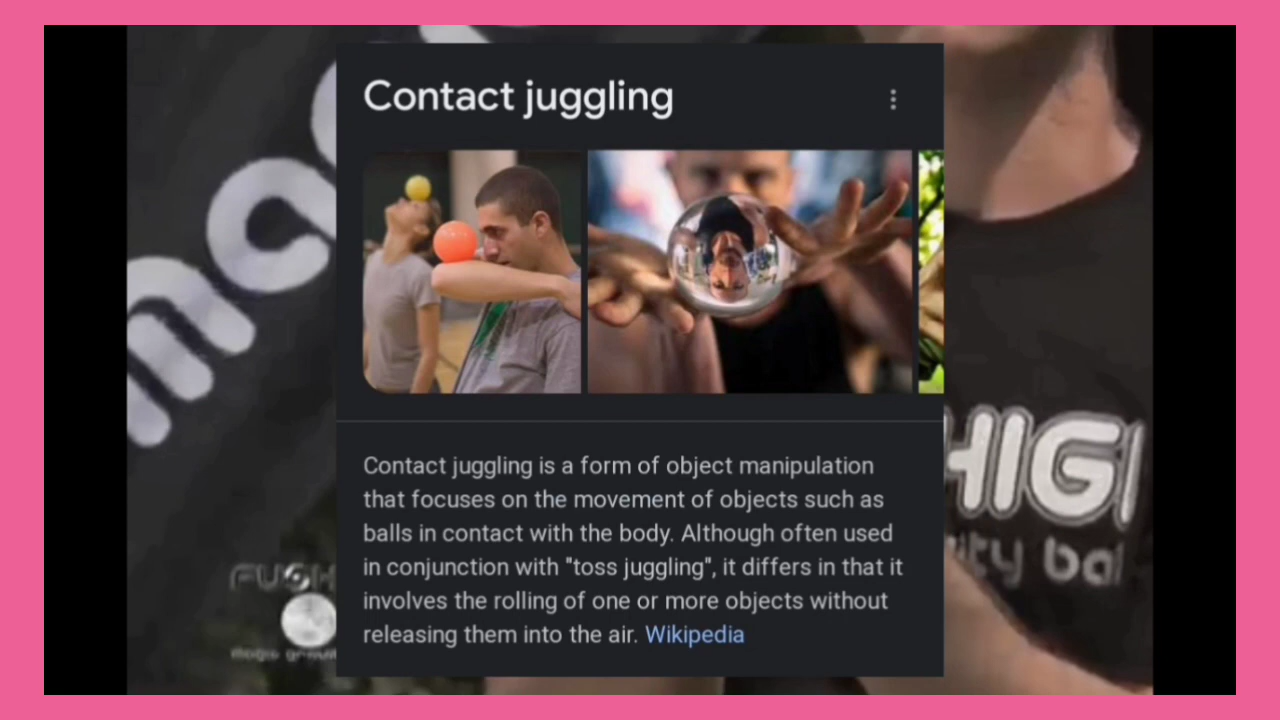 Contact juggling
Contact juggling is a form of object manipulation
that focuses on the movement of objects such as
balls in contact with the body. Although often used
in conjunction with "toss juggling", it differs in that it
involves the rolling of one or more objects without
releasing them into the air. Wikipedia